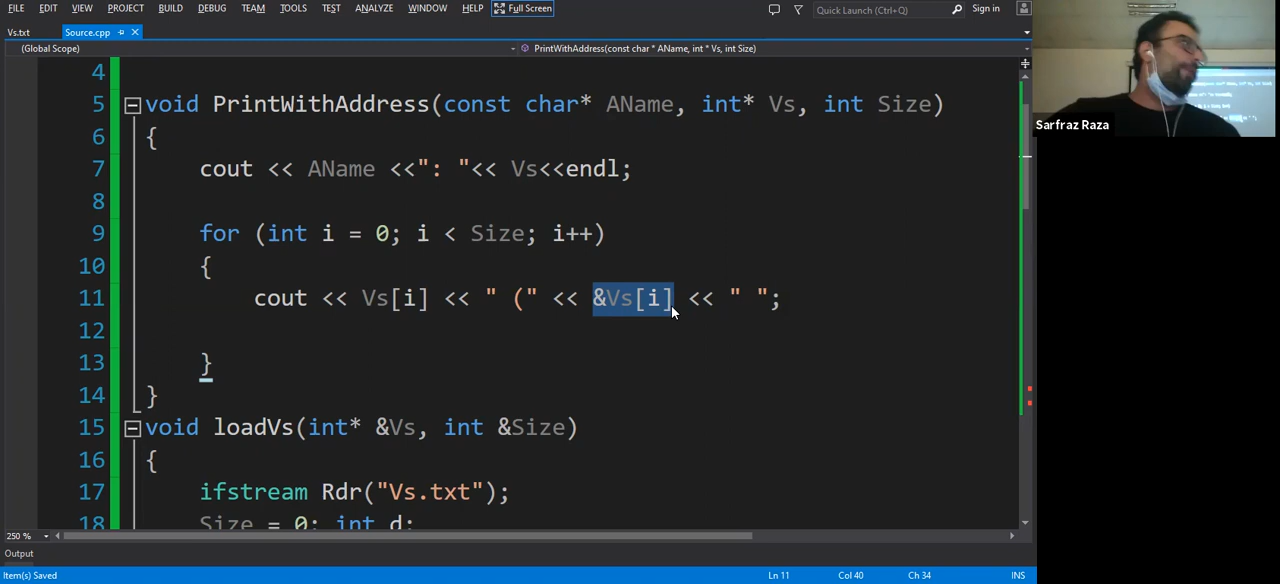 FILE EDIT VIEW PROJECT BUILD DEBUG TEAM TOOLS TEST ANALYZE WINDOW HELP Full Screen Quick Launch (Ctrl+Q) Sign in
Vs.txt Source.cpp
(Global Scope) PrintWithAddress(const char * AName, int * Vs, int Size)
4
5 void PrintWithAddress(const char* AName, int* Vs, int Size)
6 {
7 cout << AName <<": "<< Vs<<endl;
8
9 for (int i = 0; i < Size; i++)
10 {
11 cout << Vs[i] << " (" << &Vs[i] << " ";
12
13 }
14 }
15 void loadVs(int* &Vs, int &Size)
16 {
17 ifstream Rdr("Vs.txt");
18 Size = 0; int d;
250 %
Output
Item(s) Saved Ln 11 Col 40 Ch 34 INS
Sarfraz Raza